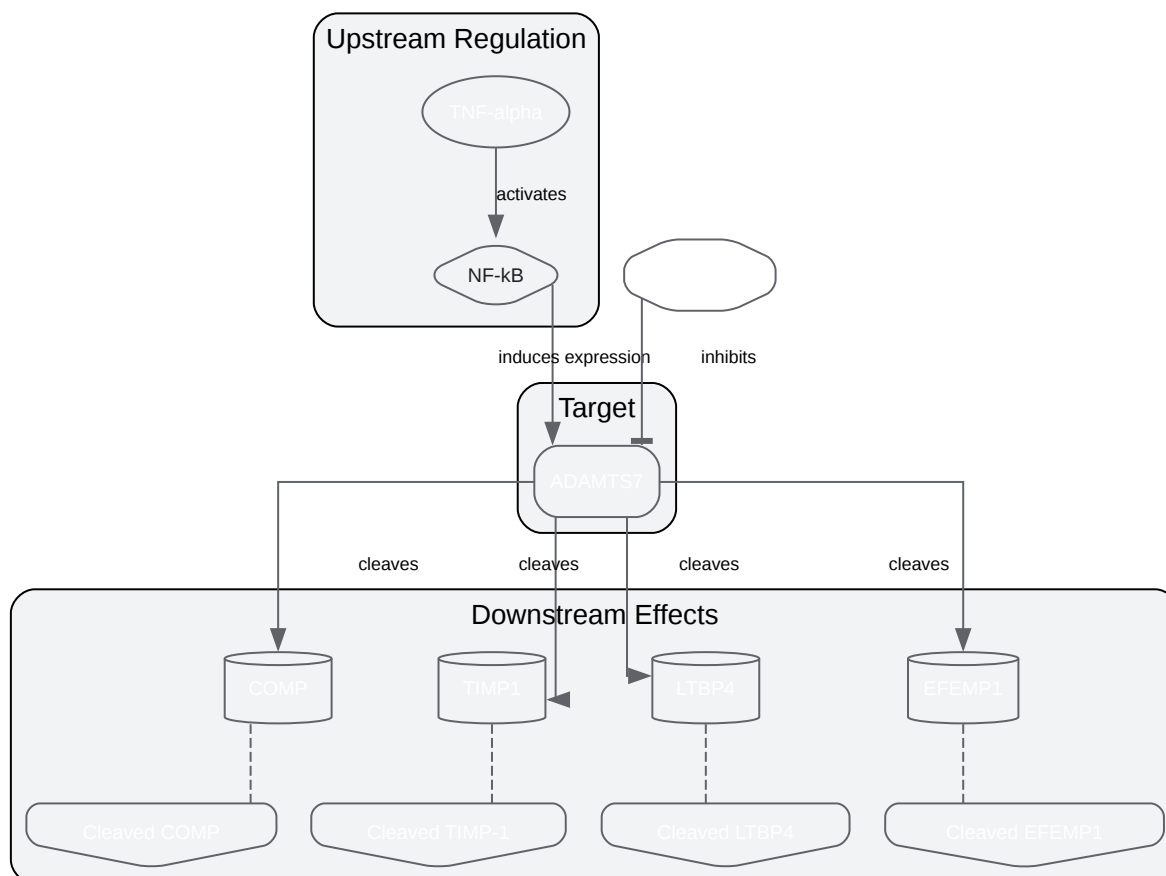 Upstream Regulation
TNF-alpha
activates
NF-kB
induces expression
inhibits
Target
ADAMTS7
cleaves
cleaves
cleaves
cleaves
Downstream Effects
COMP
TIMP1
LTBP4
EFEMP1
Cleaved COMP
Cleaved TIMP-1
Cleaved LTBP4
Cleaved EFEMP1